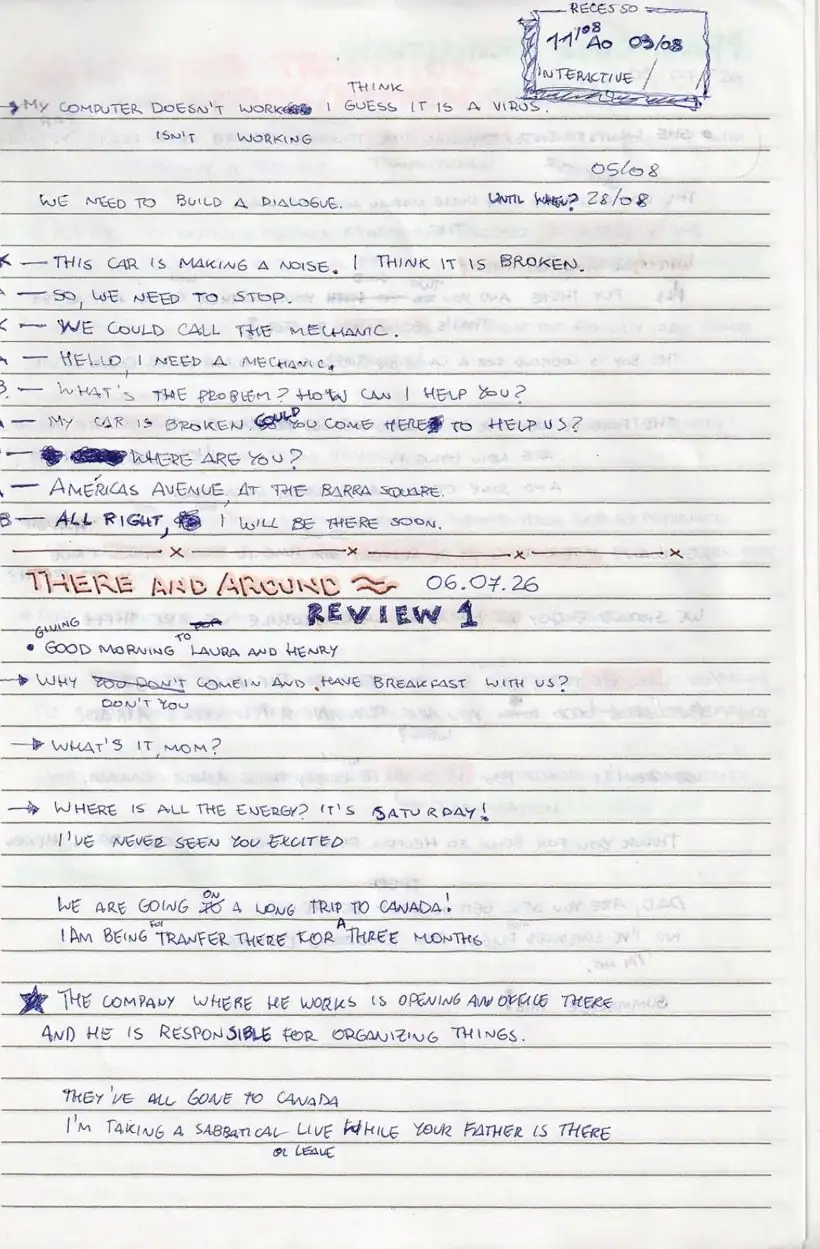 RECESSO
11/08 AO 03/08
INTERACTIVE / /
THINK
My COMPUTER DOESN'T WORK I GUESS IT IS A VIRUS.
ISN'T WORKING
05/08
WE NEED TO BUILD A DIALOGUE. UNTIL WHEN? 28/08
— THIS CAR IS MAKING A NOISE. I THINK IT IS BROKEN.
— SO, WE NEED TO STOP.
— WE COULD CALL THE MECHANIC.
— HELLO, I NEED A MECHANIC.
B. — WHAT'S THE PROBLEM? HOW CAN I HELP YOU?
— MY CAR IS BROKEN COULD YOU COME HERE TO HELP US?
— WHERE ARE YOU?
— AMÉRICAS AVENUE, AT THE BARRA SQUARE.
B — ALL RIGHT, I WILL BE THERE SOON.
THERE AND AROUND 06.07.26
REVIEW 1
GIVING TO FOR
• GOOD MORNING LAURA AND HENRY
→ WHY YOU DON'T COMEIN AND HAVE BREAKFAST WITH US?
DON'T YOU
→ WHAT'S IT, MOM?
→ WHERE IS ALL THE ENERGY? IT'S SATURDAY!
I'VE NEVER SEEN YOU EXCITED
ON
WE ARE GOING TO A LONG TRIP TO CANADA!
A
I AM BEING TRANFER THERE FOR THREE MONTHS
★ THE COMPANY WHERE HE WORKS IS OPENING AN OFFICE THERE
AND HE IS RESPONSIBLE FOR ORGANIZING THINGS.
THEY'VE ALL GONE TO CANADA
I'M TAKING A SABBATICAL LIVE WHILE YOUR FATHER IS THERE
OR LEAVE